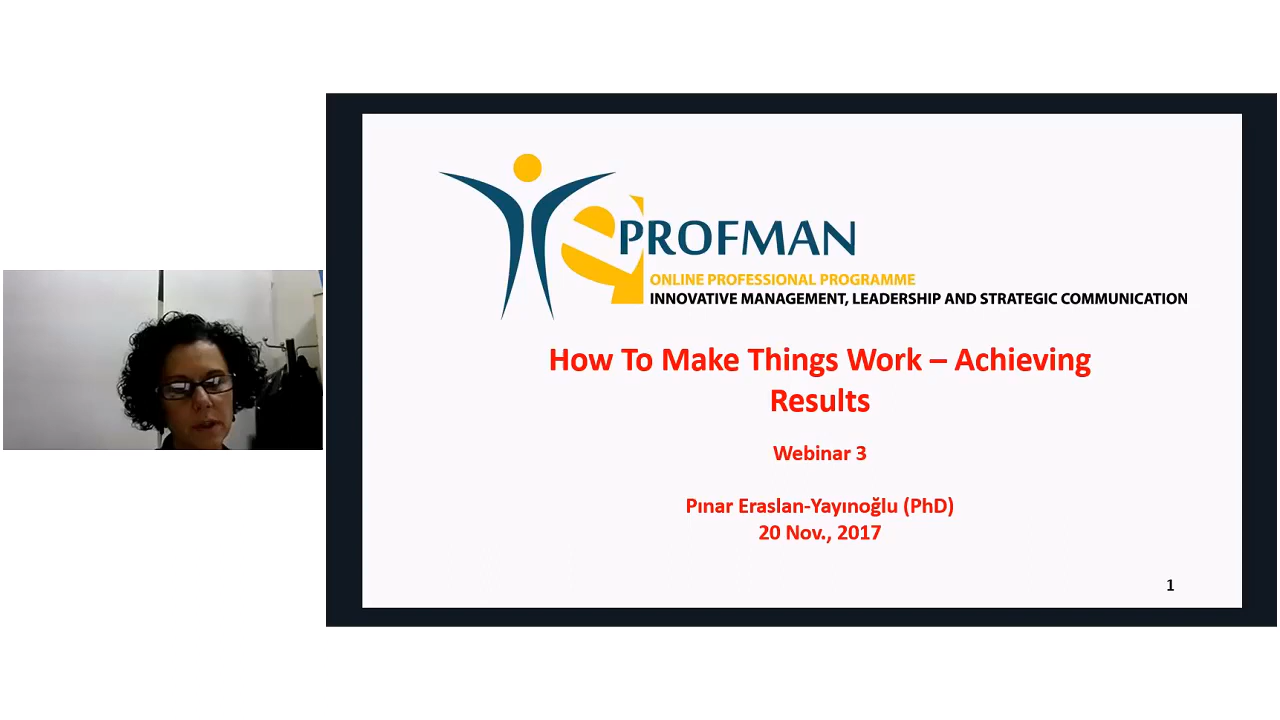 ePROFMAN
ONLINE PROFESSIONAL PROGRAMME
INNOVATIVE MANAGEMENT, LEADERSHIP AND STRATEGIC COMMUNICATION
How To Make Things Work – Achieving
Results
Webinar 3
Pınar Eraslan-Yayınoğlu (PhD)
20 Nov., 2017
1